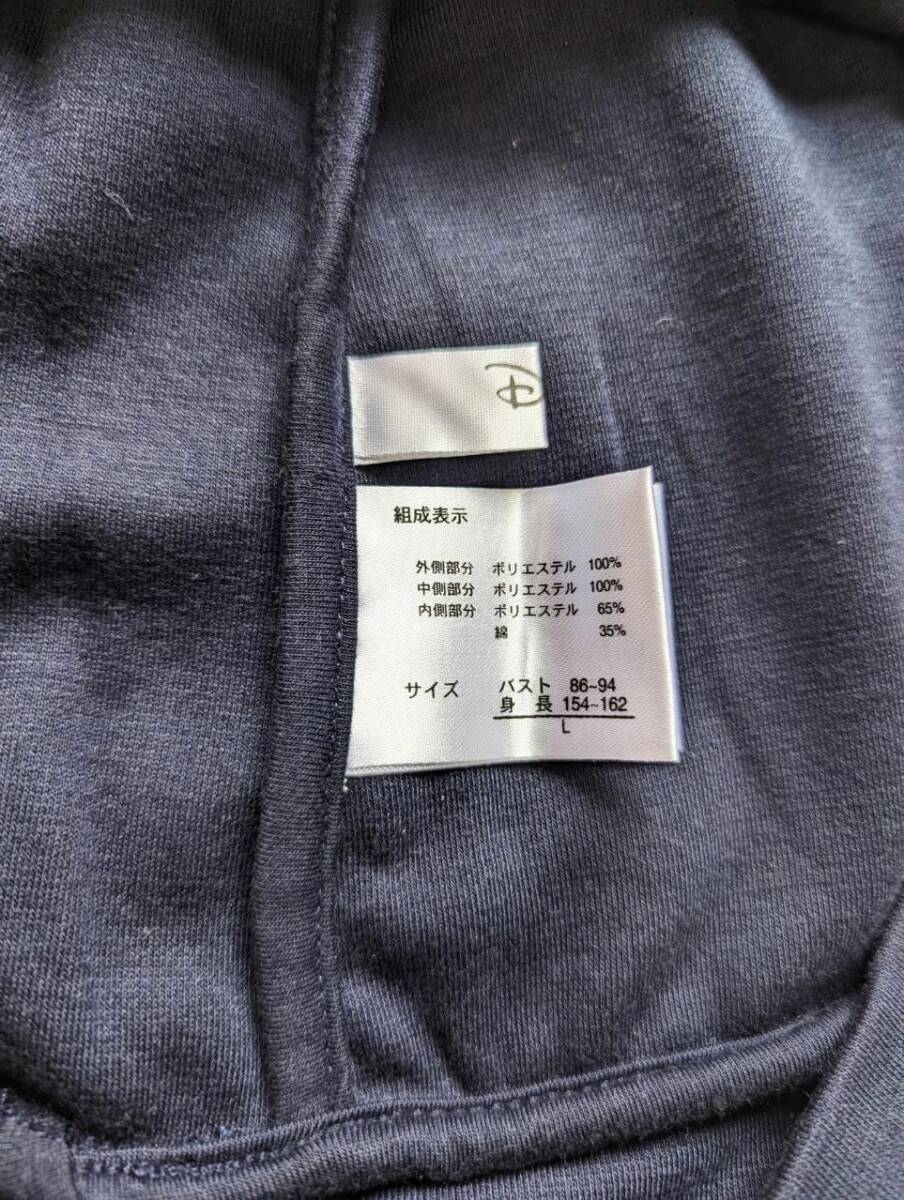 D
組成表示
外側部分 ポリエステル 100%
中側部分 ポリエステル 100%
内側部分 ポリエステル 65%
綿 35%
サイズ バスト 86~94
身 長 154~162
L